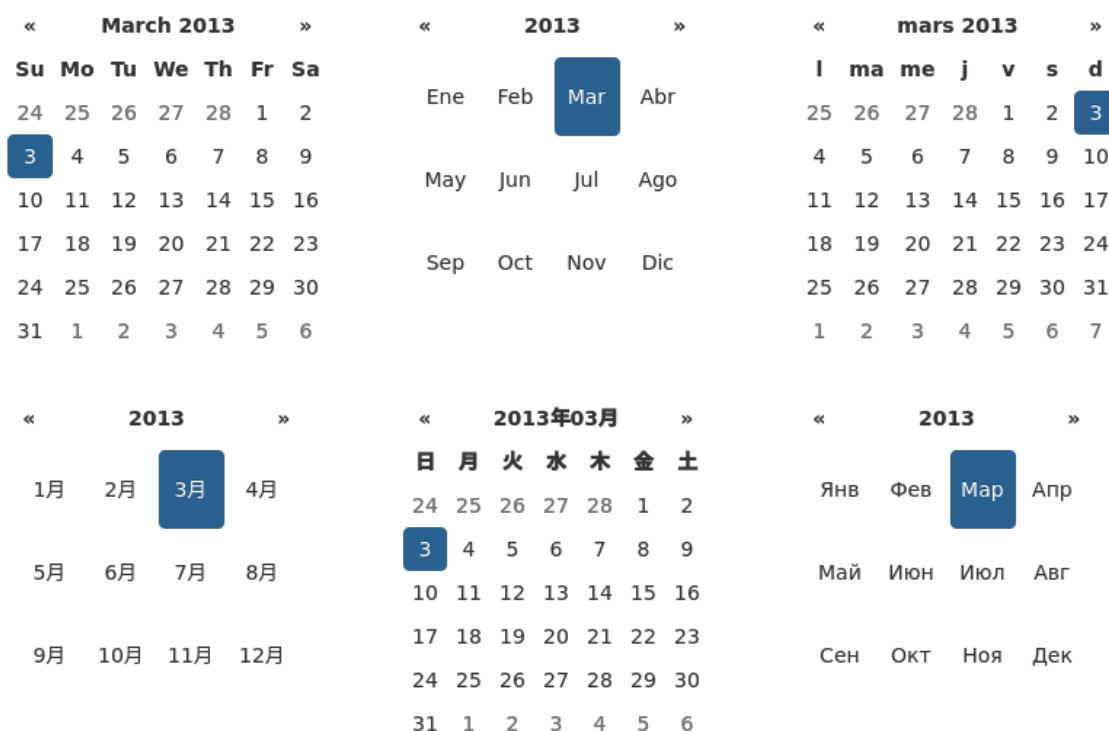 « March 2013 »
Su Mo Tu We Th Fr Sa
24 25 26 27 28 1 2
3 4 5 6 7 8 9
10 11 12 13 14 15 16
17 18 19 20 21 22 23
24 25 26 27 28 29 30
31 1 2 3 4 5 6
« 2013 »
Ene Feb Mar Abr
May Jun Jul Ago
Sep Oct Nov Dic
« mars 2013 »
l ma me j v s d
25 26 27 28 1 2 3
4 5 6 7 8 9 10
11 12 13 14 15 16 17
18 19 20 21 22 23 24
25 26 27 28 29 30 31
1 2 3 4 5 6 7
« 2013 »
1月 2月 3月 4月
5月 6月 7月 8月
9月 10月 11月 12月
« 2013年03月 »
日 月 火 水 木 金 土
24 25 26 27 28 1 2
3 4 5 6 7 8 9
10 11 12 13 14 15 16
17 18 19 20 21 22 23
24 25 26 27 28 29 30
31 1 2 3 4 5 6
« 2013 »
Янв Фев Мар Апр
Май Июн Июл Авг
Сен Окт Ноя Дек